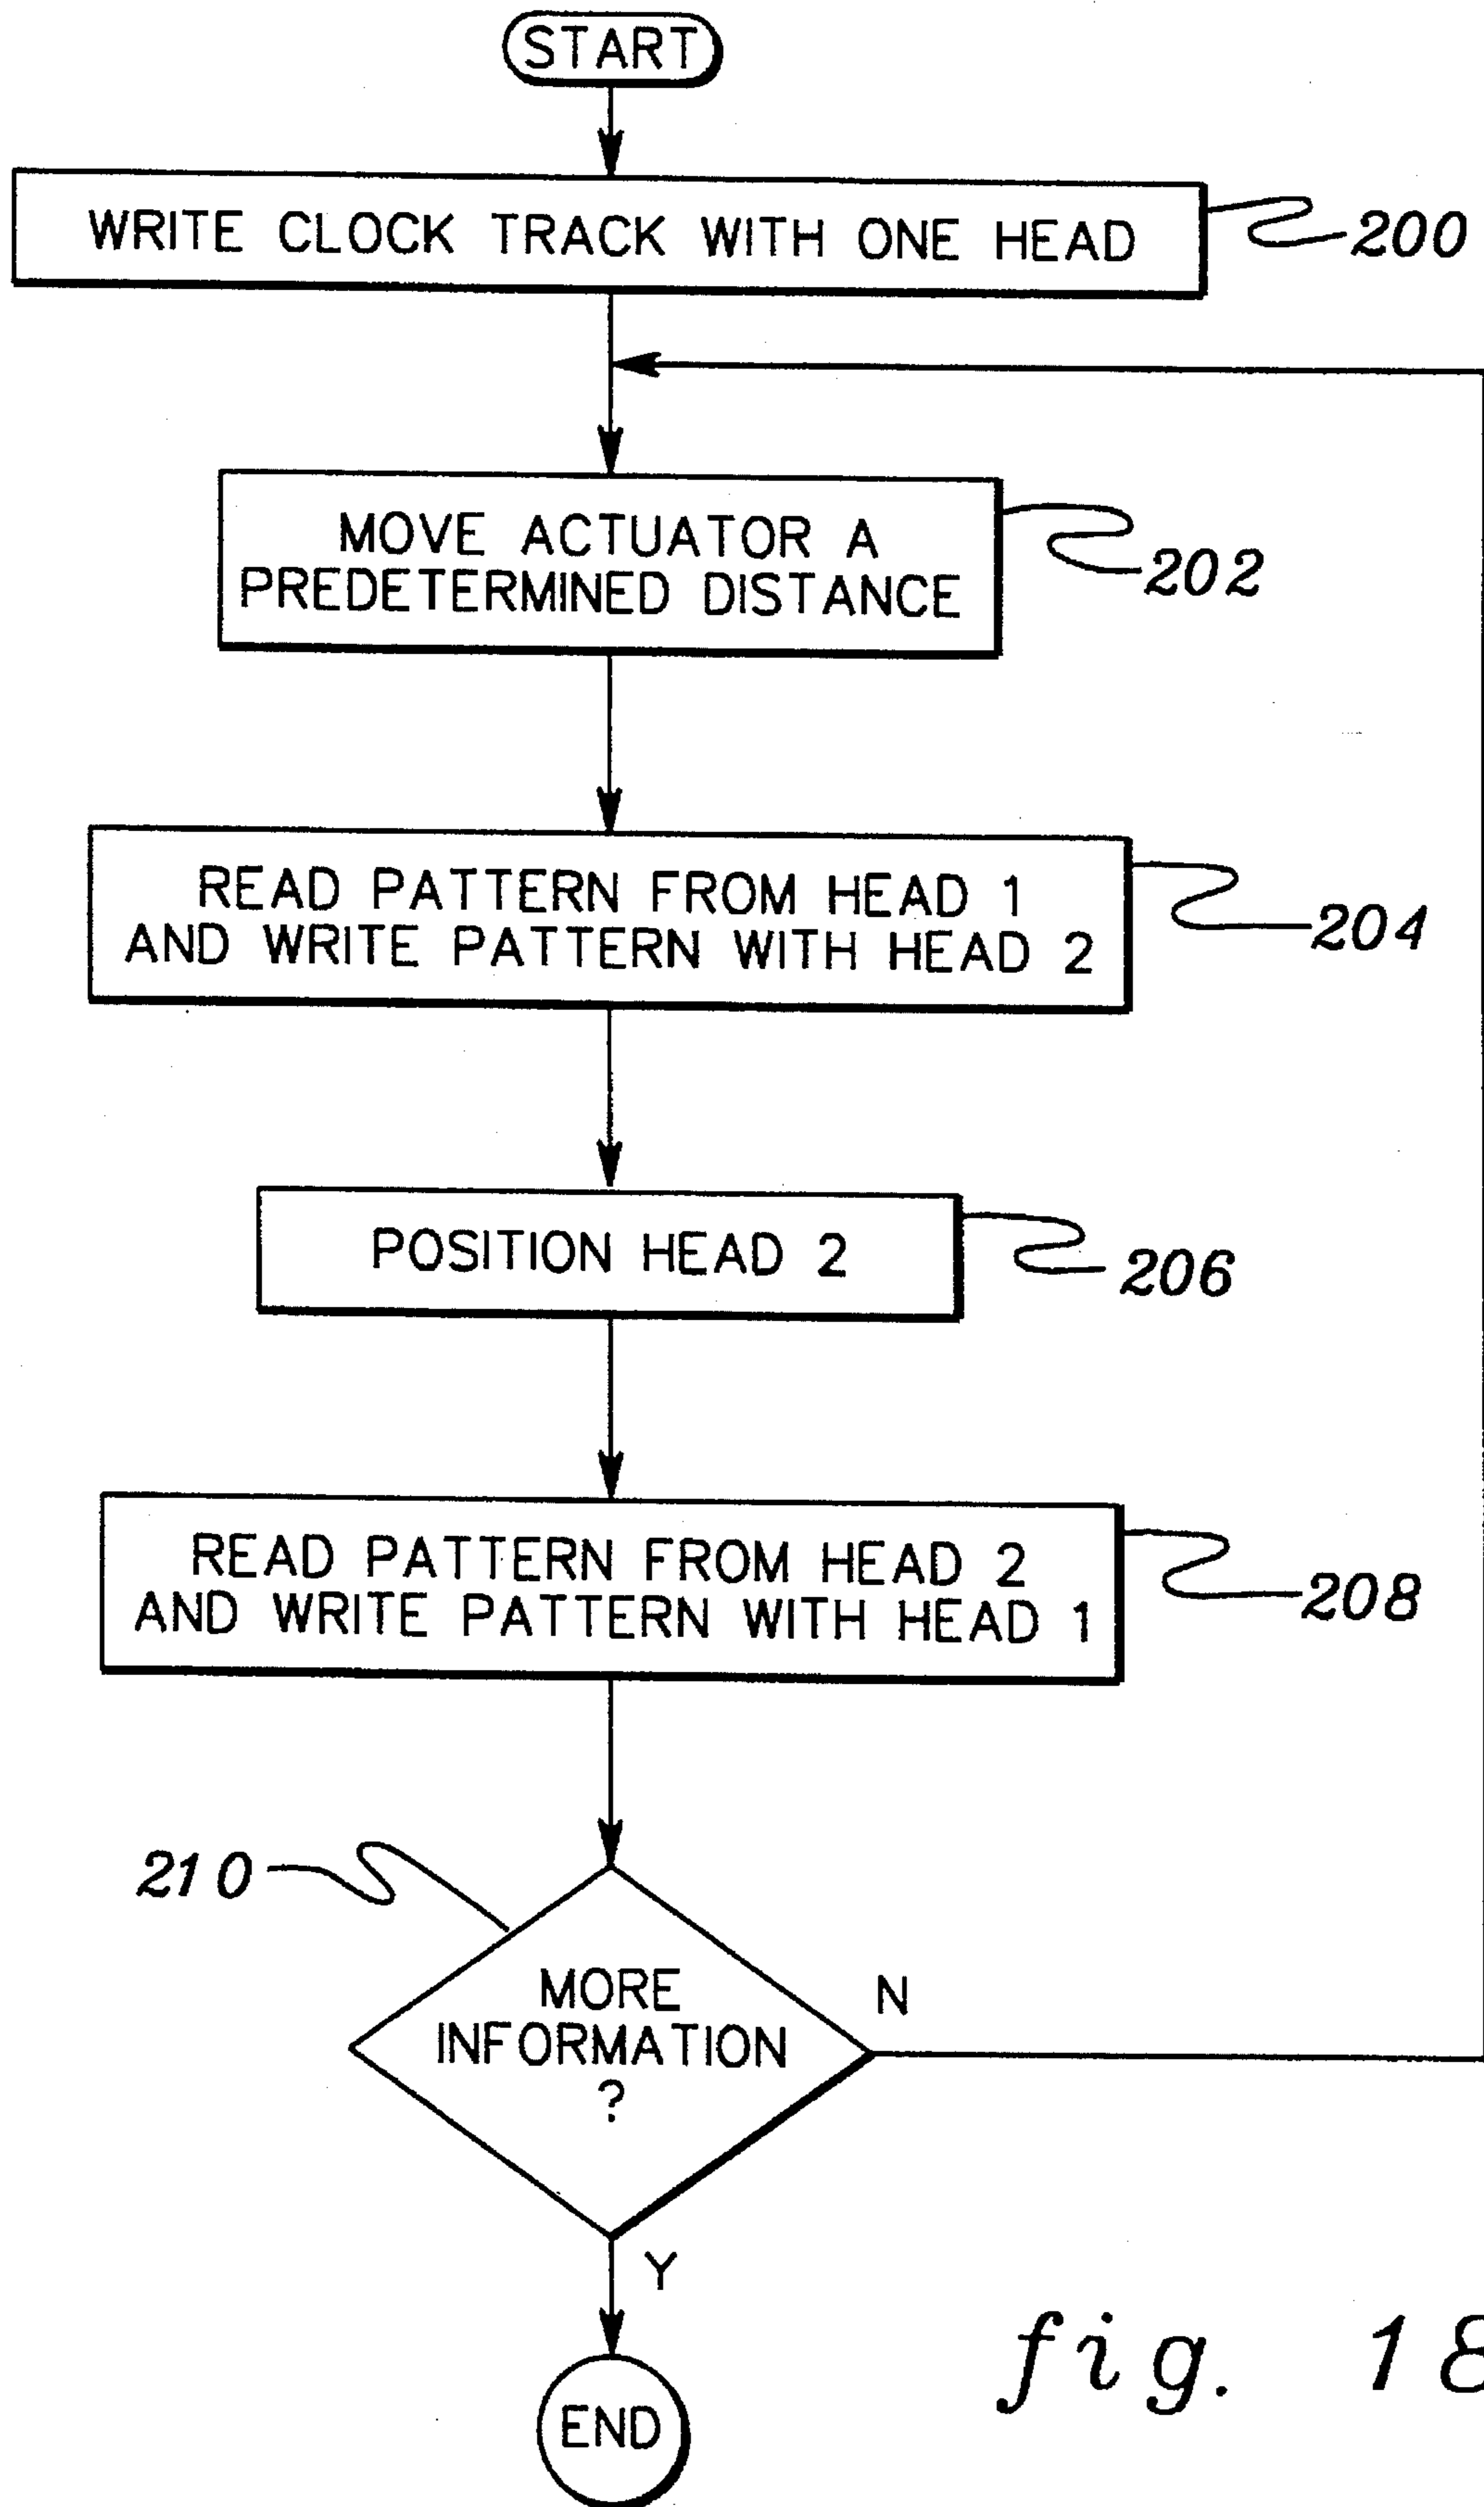 START
WRITE CLOCK TRACK WITH ONE HEAD
200
MOVE ACTUATOR A
PREDETERMINED DISTANCE
202
READ PATTERN FROM HEAD 1
AND WRITE PATTERN WITH HEAD 2
204
POSITION HEAD 2
206
READ PATTERN FROM HEAD 2
AND WRITE PATTERN WITH HEAD 1
208
210
MORE
INFORMATION
?
N
Y
END
fig. 18